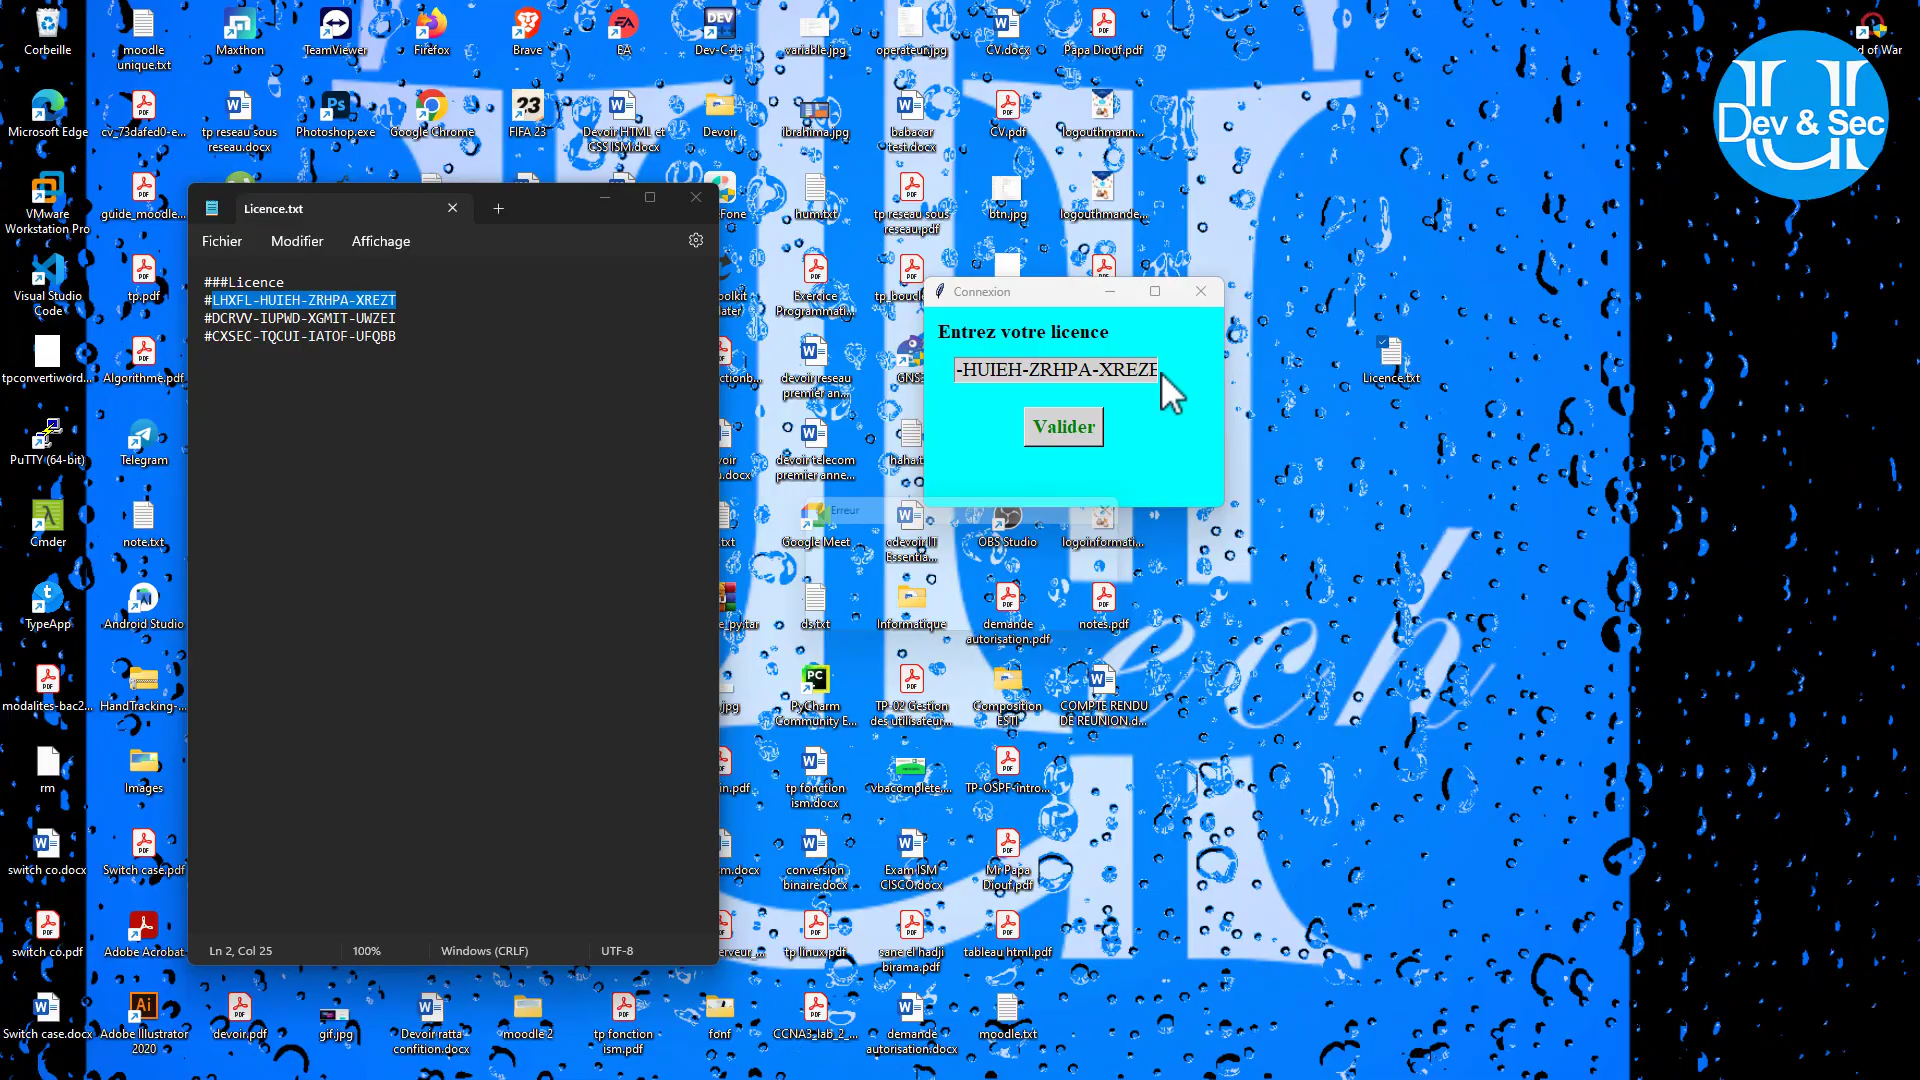 Corbeille
moodle unique.txt
Maxthon
TeamViewer
Firefox
Brave
EA
Dev-C++
variable.jpg
operateur.jpg
CV.docx
Papa Diouf.pdf
d of War
Dev & Sec
Microsoft Edge
cv_73dafed0-e...
tp reseau sous
reseau.docx
Photoshop.exe
Google Chrome
FIFA 23
Devoir HTML et
CSS ISM.docx
Devoir
ibrahima.jpg
babacar
test.docx
CV.pdf
logouthmann...
VMware
Workstation Pro
guide_moodle...
hum.txt
tp reseau sous
reseau.pdf
btn.jpg
logouthmande...
Licence.txt
Fichier
Modifier
Affichage
###Licence
#LHXFL-HUIEH-ZRHPA-XREZT
#DCRVV-IUPWD-XGMIT-UWZEI
#CXSEC-TQCUI-IATOF-UFQBB
Ln 2, Col 25
100%
Windows (CRLF)
UTF-8
Connexion
Entrez votre licence
-HUIEH-ZRHPA-XREZE
Valider
Erreur
Licence.txt
Visual Studio
Code
tp.pdf
Exercice
Programmati...
tpconvertiword...
Algorithme.pdf
devoir reseau
premier an...
PuTTY (64-bit)
Telegram
devoir telecom
premier anne...
Cmder
note.txt
Google Meet
cdevoir IT
Essentia...
OBS Studio
logoinformati...
TypeApp
Android Studio
ds.txt
Informatique
demande
autorisation.pdf
notes.pdf
modalites-bac2...
HandTracking-...
PyCharm
Community E...
TP-02 Gestion
des utilisateur...
Composition
ESTI
COMPTE RENDU
DE REUNION.d...
ech
rm
Images
tp fonction
ism.docx
vbacomplete....
TP-OSPF-intro...
switch co.docx
Switch case.pdf
conversion
binaire.docx
Exam ISM
CISCO.docx
Mr Papa
Diouf.pdf
switch co.pdf
Adobe Acrobat
tp linux.pdf
sane el hadji
birama.pdf
tableau html.pdf
Switch case.docx
Adobe Illustrator
2020
devoir.pdf
gif.jpg
Devoir ratta
confition.docx
moodle 2
tp fonction
ism.pdf
fonf
CCNA3_lab_2_...
demande
autorisation.docx
moodle.txt